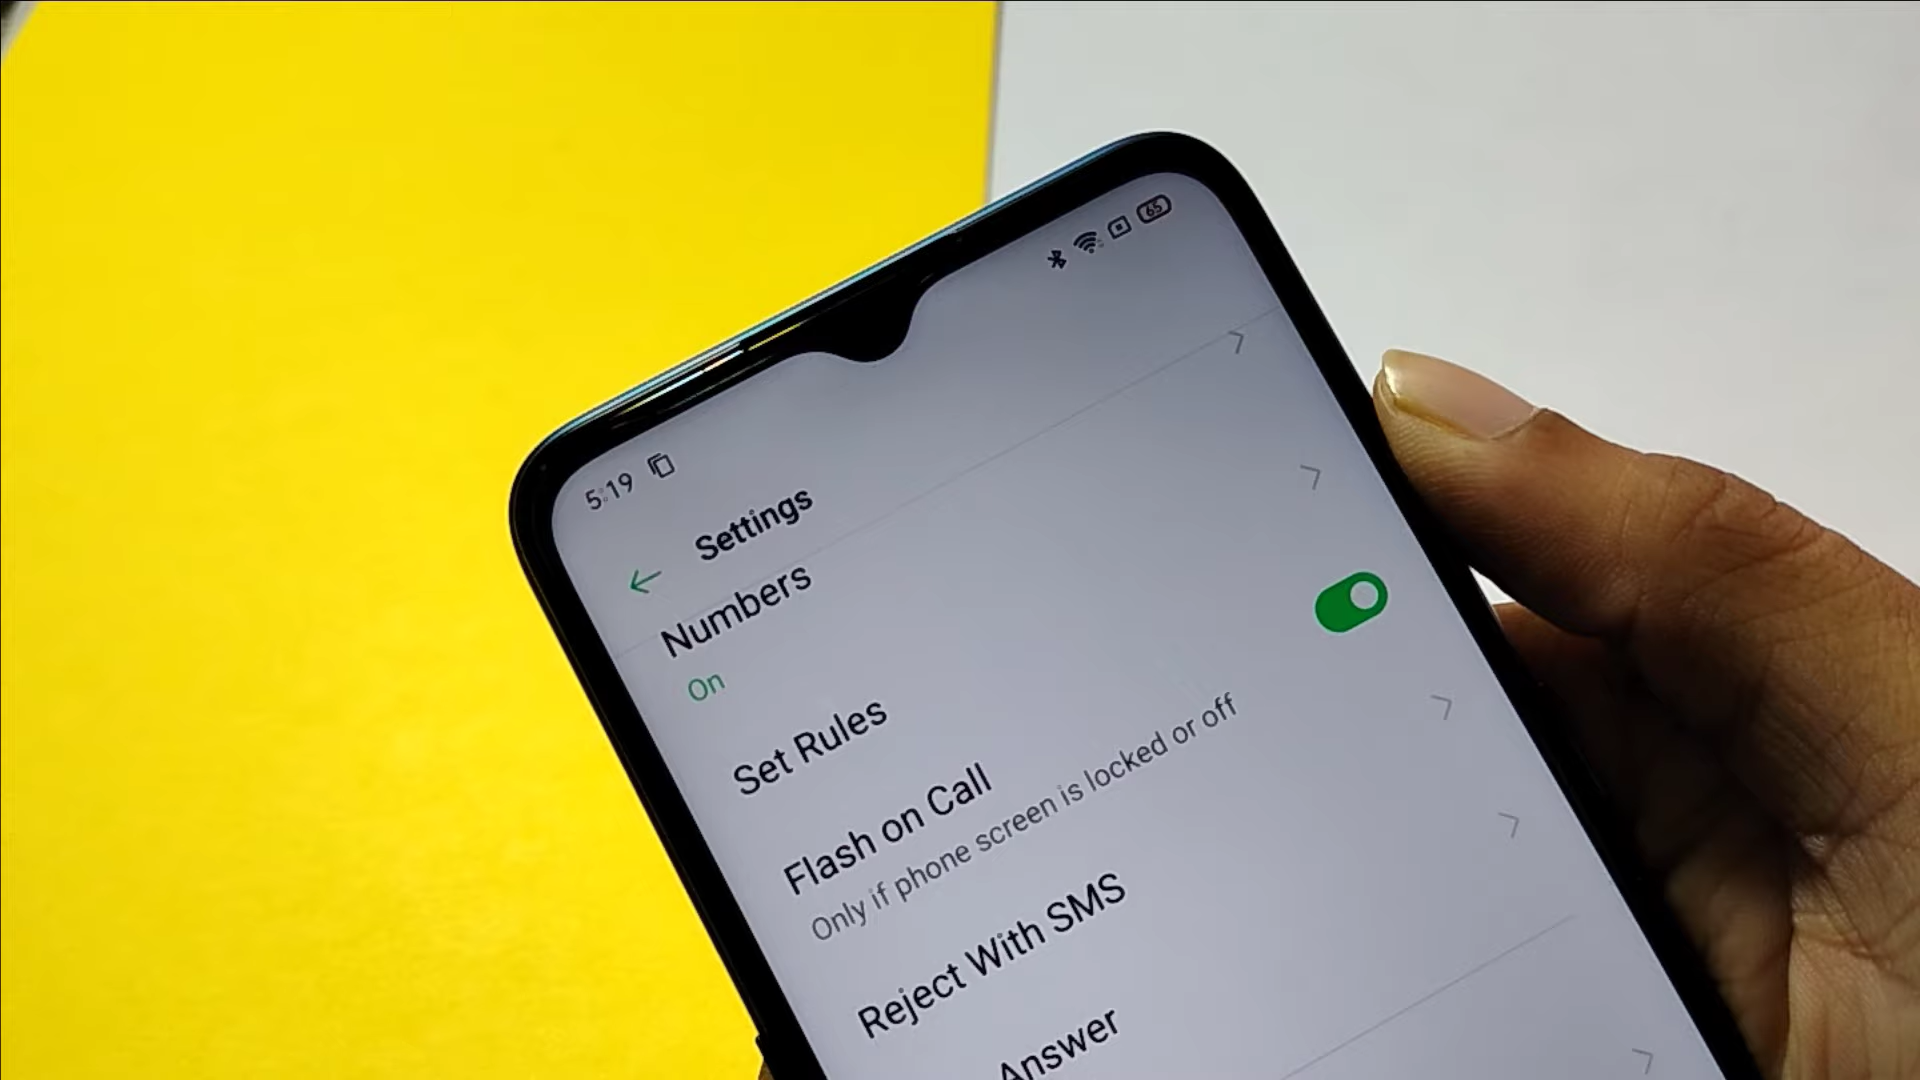 5:19
65
Settings
Numbers
On
Set Rules
Flash on Call
Only if phone screen is locked or off
Reject With SMS
Answer